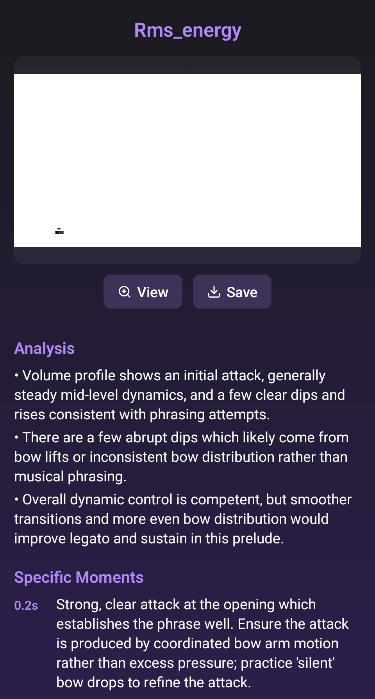 Rms_energy
View
Save
Analysis
• Volume profile shows an initial attack, generally
steady mid-level dynamics, and a few clear dips and
rises consistent with phrasing attempts.
• There are a few abrupt dips which likely come from
bow lifts or inconsistent bow distribution rather than
musical phrasing.
• Overall dynamic control is competent, but smoother
transitions and more even bow distribution would
improve legato and sustain in this prelude.
Specific Moments
0.2s Strong, clear attack at the opening which
establishes the phrase well. Ensure the attack
is produced by coordinated bow arm motion
rather than excess pressure; practice 'silent'
bow drops to refine the attack.